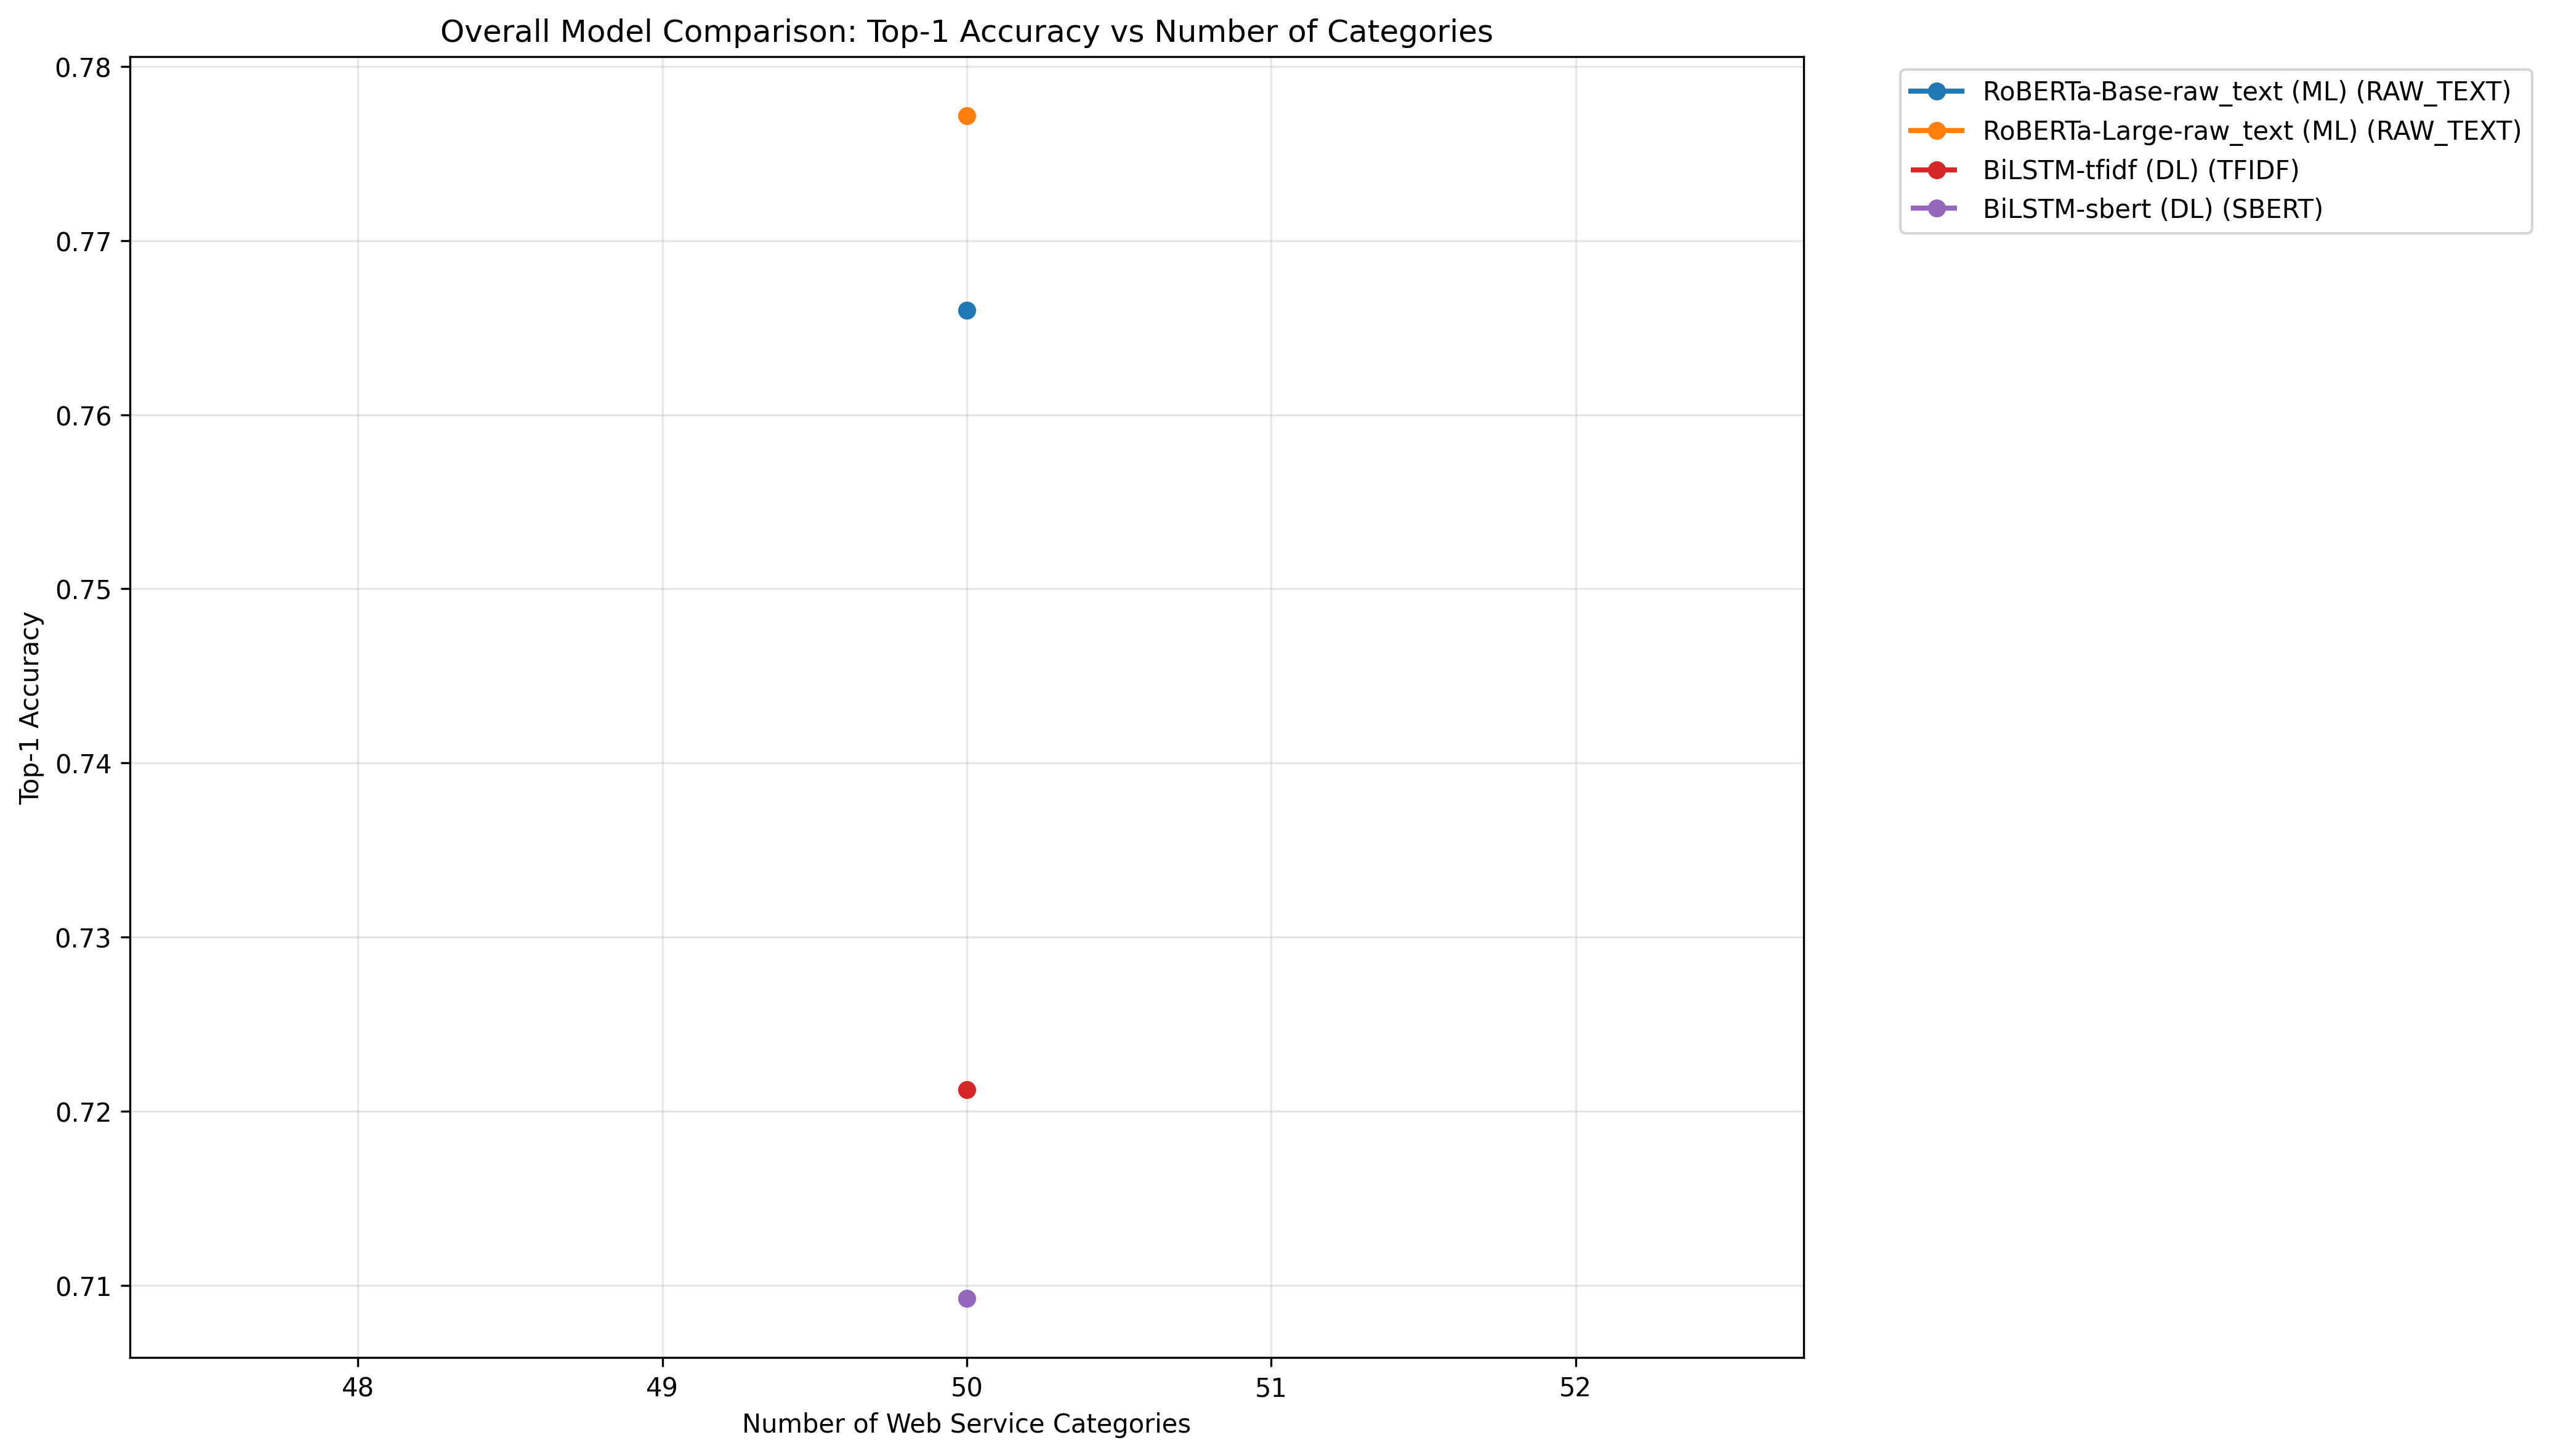 Overall Model Comparison: Top-1 Accuracy vs Number of Categories
0.78
0.77
0.76
0.75
0.74
0.73
0.72
0.71
Top-1 Accuracy
48 49 50 51 52
Number of Web Service Categories
RoBERTa-Base-raw_text (ML) (RAW_TEXT)
RoBERTa-Large-raw_text (ML) (RAW_TEXT)
BiLSTM-tfidf (DL) (TFIDF)
BiLSTM-sbert (DL) (SBERT)